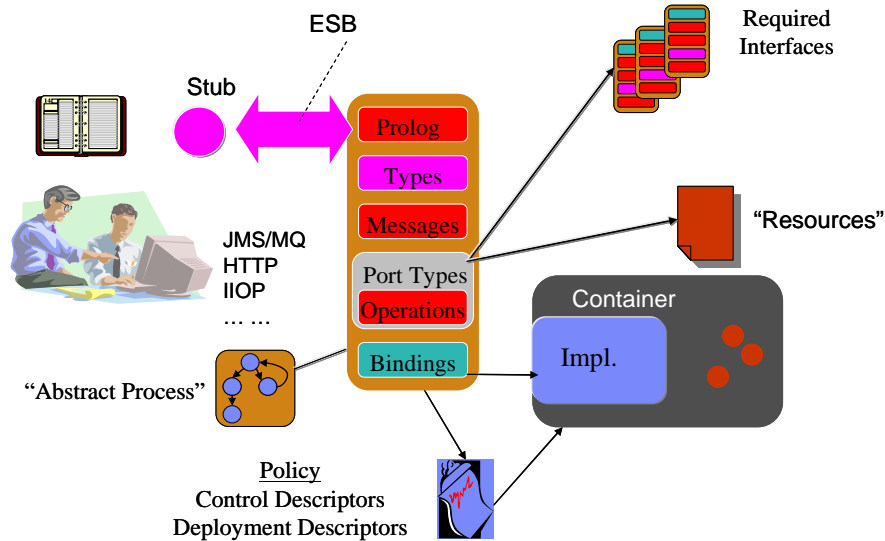 ESB
Required
Interfaces
Stub
Prolog
Types
Messages
“Resources”
JMS/MQ
HTTP
IIOP
... ...
Port Types
Operations
Container
Impl.
Bindings
“Abstract Process”
Policy
Control Descriptors
Deployment Descriptors